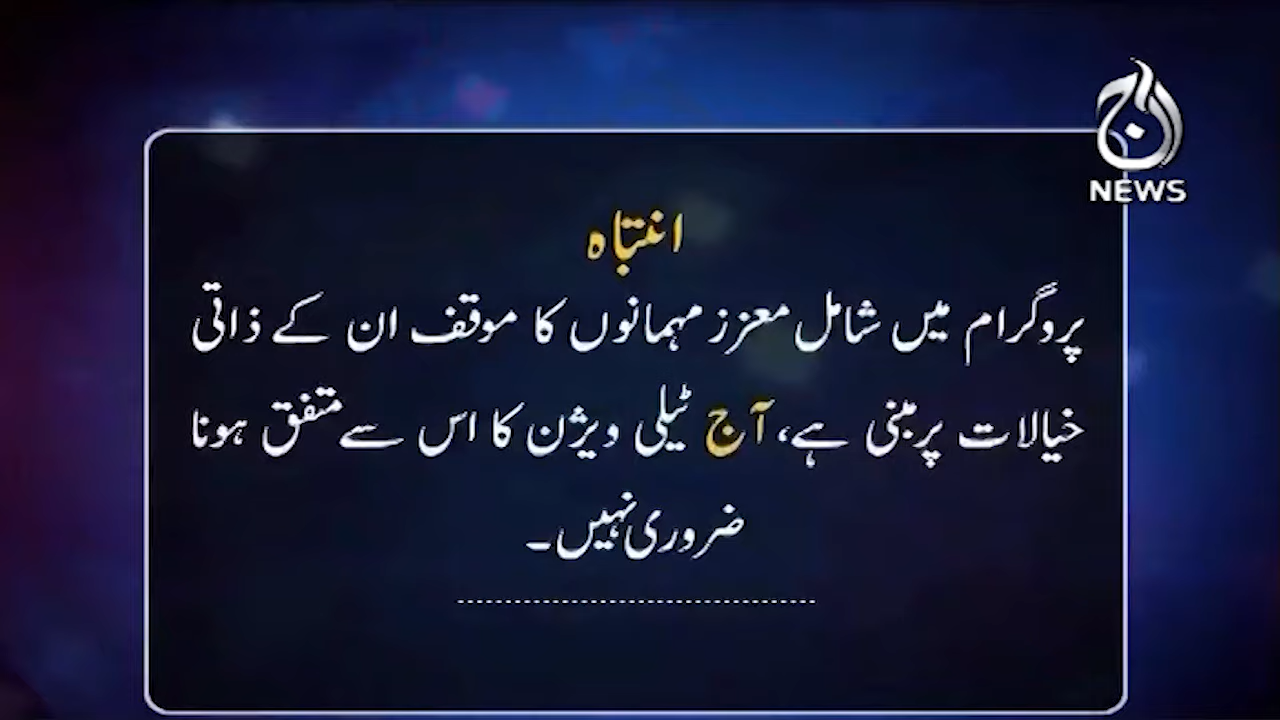 آج
NEWS
انتباہ
پروگرام میں شامل معزز مہمانوں کا موقف ان کے ذاتی
خیالات پر مبنی ہے، آج ٹیلی ویژن کا اس سے متفق ہونا
ضروری نہیں۔